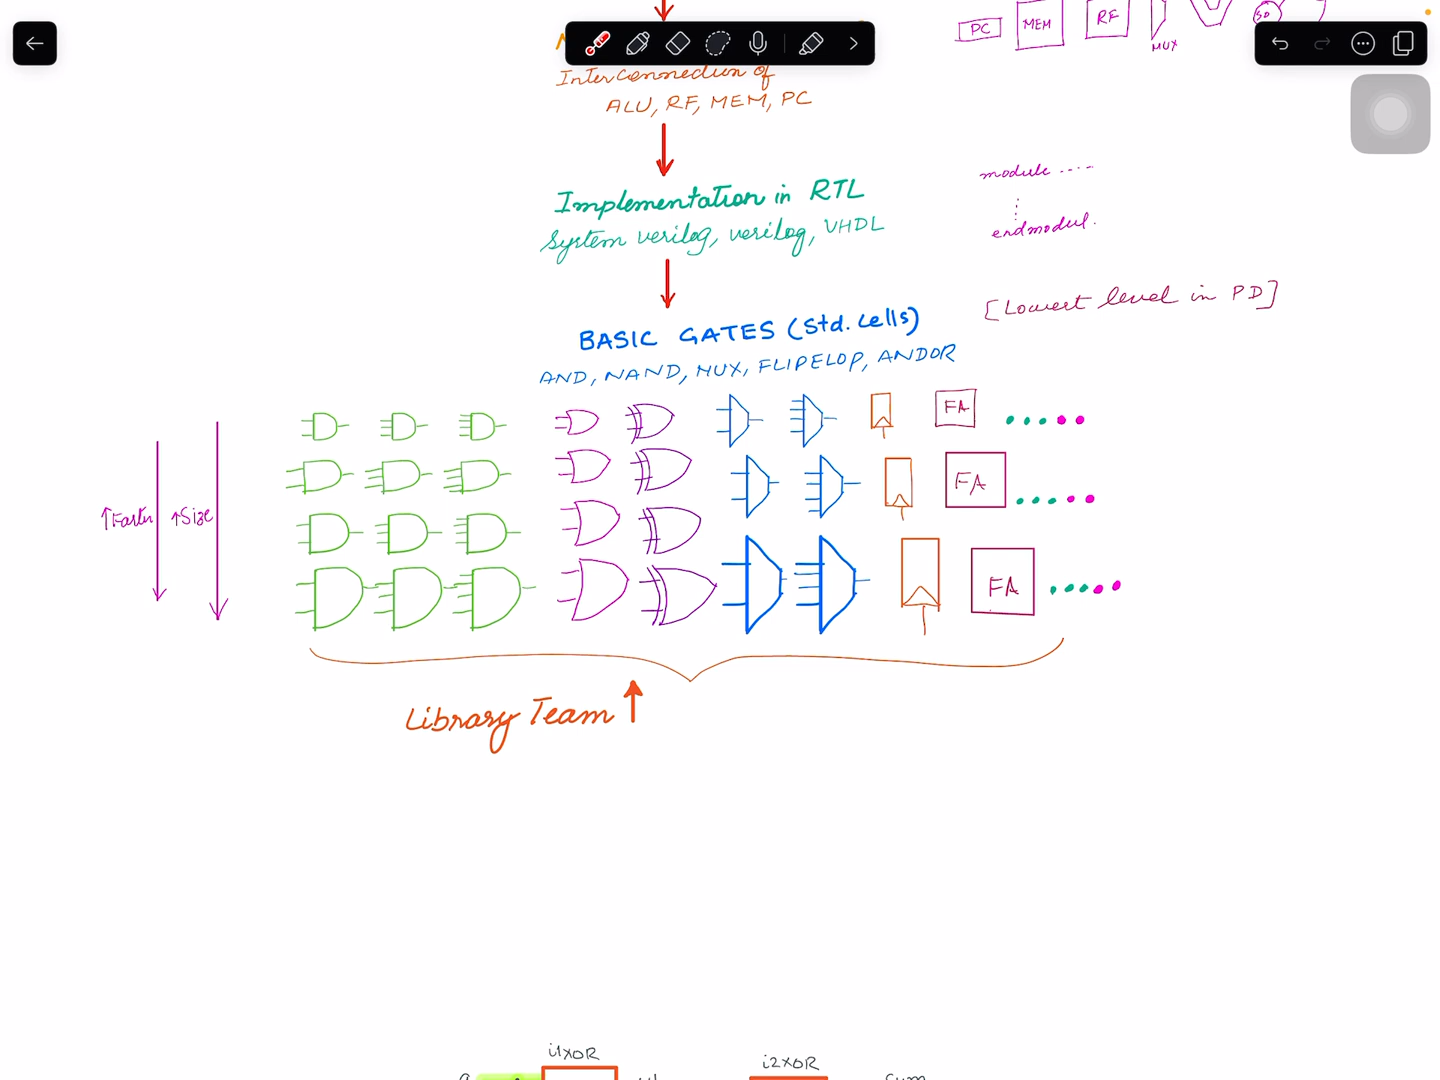 PC
MEM
RF
MUX
Interconnection of
ALU, RF, MEM, PC
Implementation in RTL
System verilog, verilog, VHDL
module ....
endmodul.
BASIC GATES (Std. cells)
[Lowest level in PD]
AND, NAND, MUX, FLIPFLOP, ANDOR
FA
FA
↑Faster
↑Size
FA
Library Team
i1XOR
i2XOR
a
sum